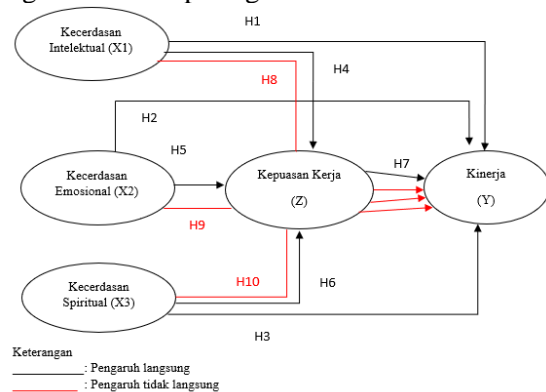 H1
Kecerdasan
Intelektual (X1)
H4
H8
H2
H5
H7
Kecerdasan
Emosional (X2)
Kepuasan Kerja
(Z)
Kinerja
(Y)
H9
H10
H6
Kecerdasan
Spiritual (X3)
H3
Keterangan
: Pengaruh langsung
: Pengaruh tidak langsung